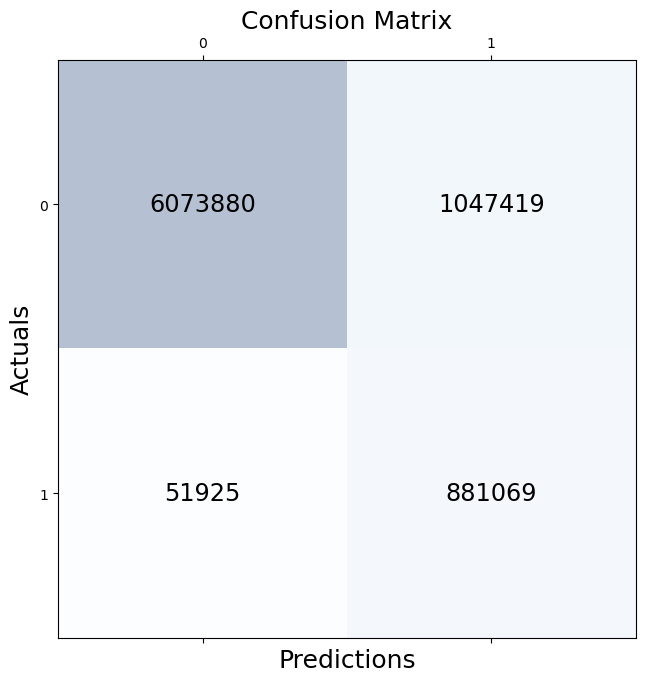 Confusion Matrix
0 1
0 6073880 1047419
Actuals
1 51925 881069
Predictions